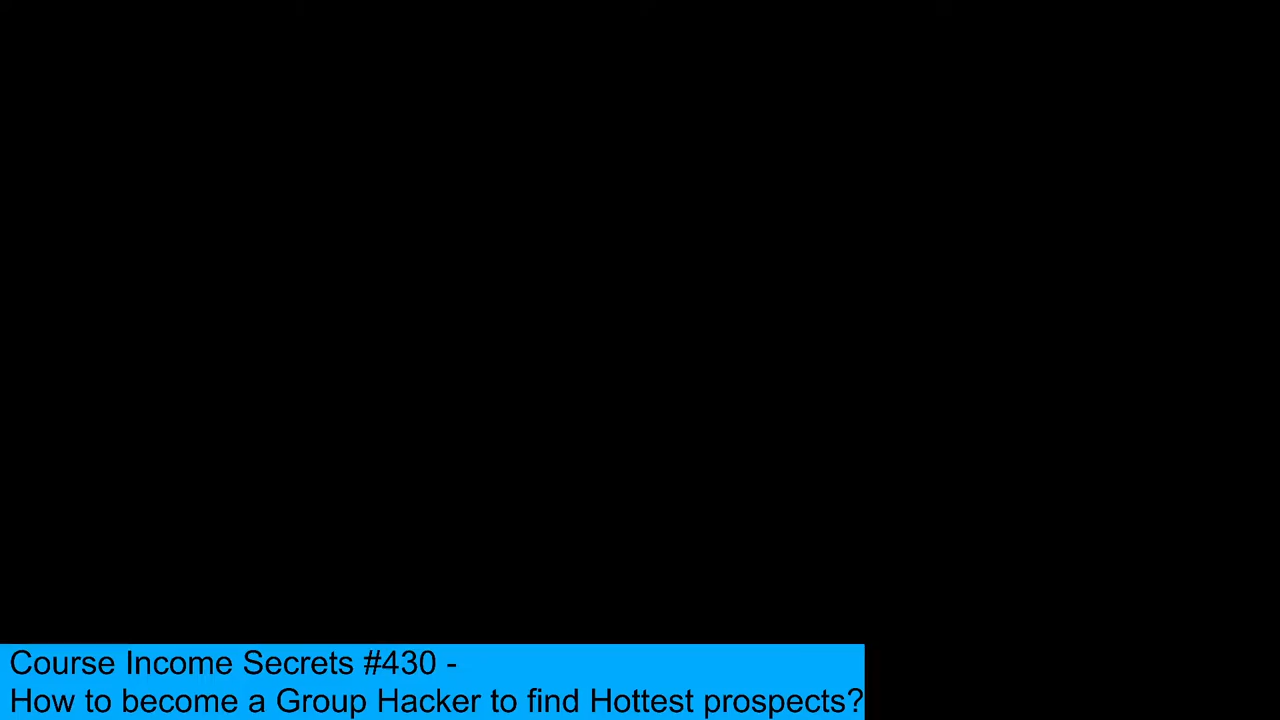 Course Income Secrets #430 -
How to become a Group Hacker to find Hottest prospects?